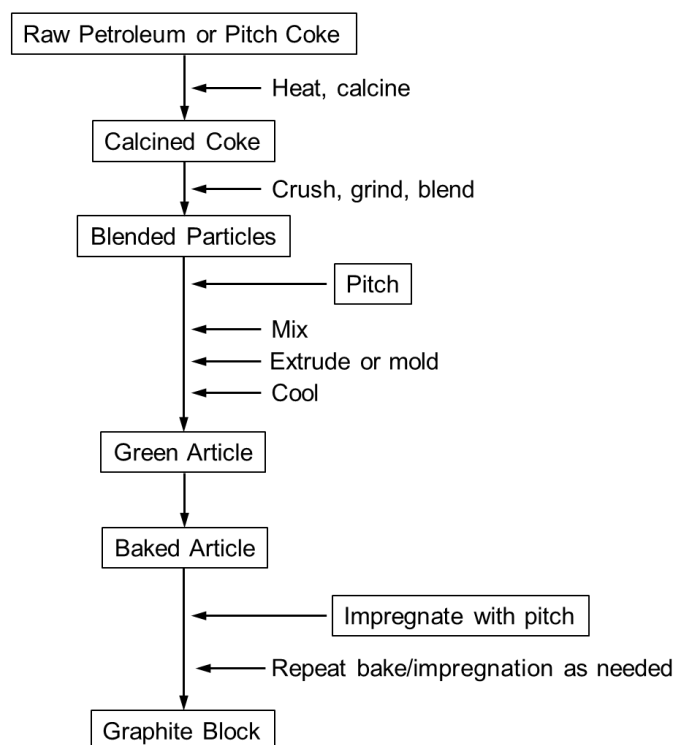 Raw Petroleum or Pitch Coke
Heat, calcine
Calcined Coke
Crush, grind, blend
Blended Particles
Pitch
Mix
Extrude or mold
Cool
Green Article
Baked Article
Impregnate with pitch
Repeat bake/impregnation as needed
Graphite Block